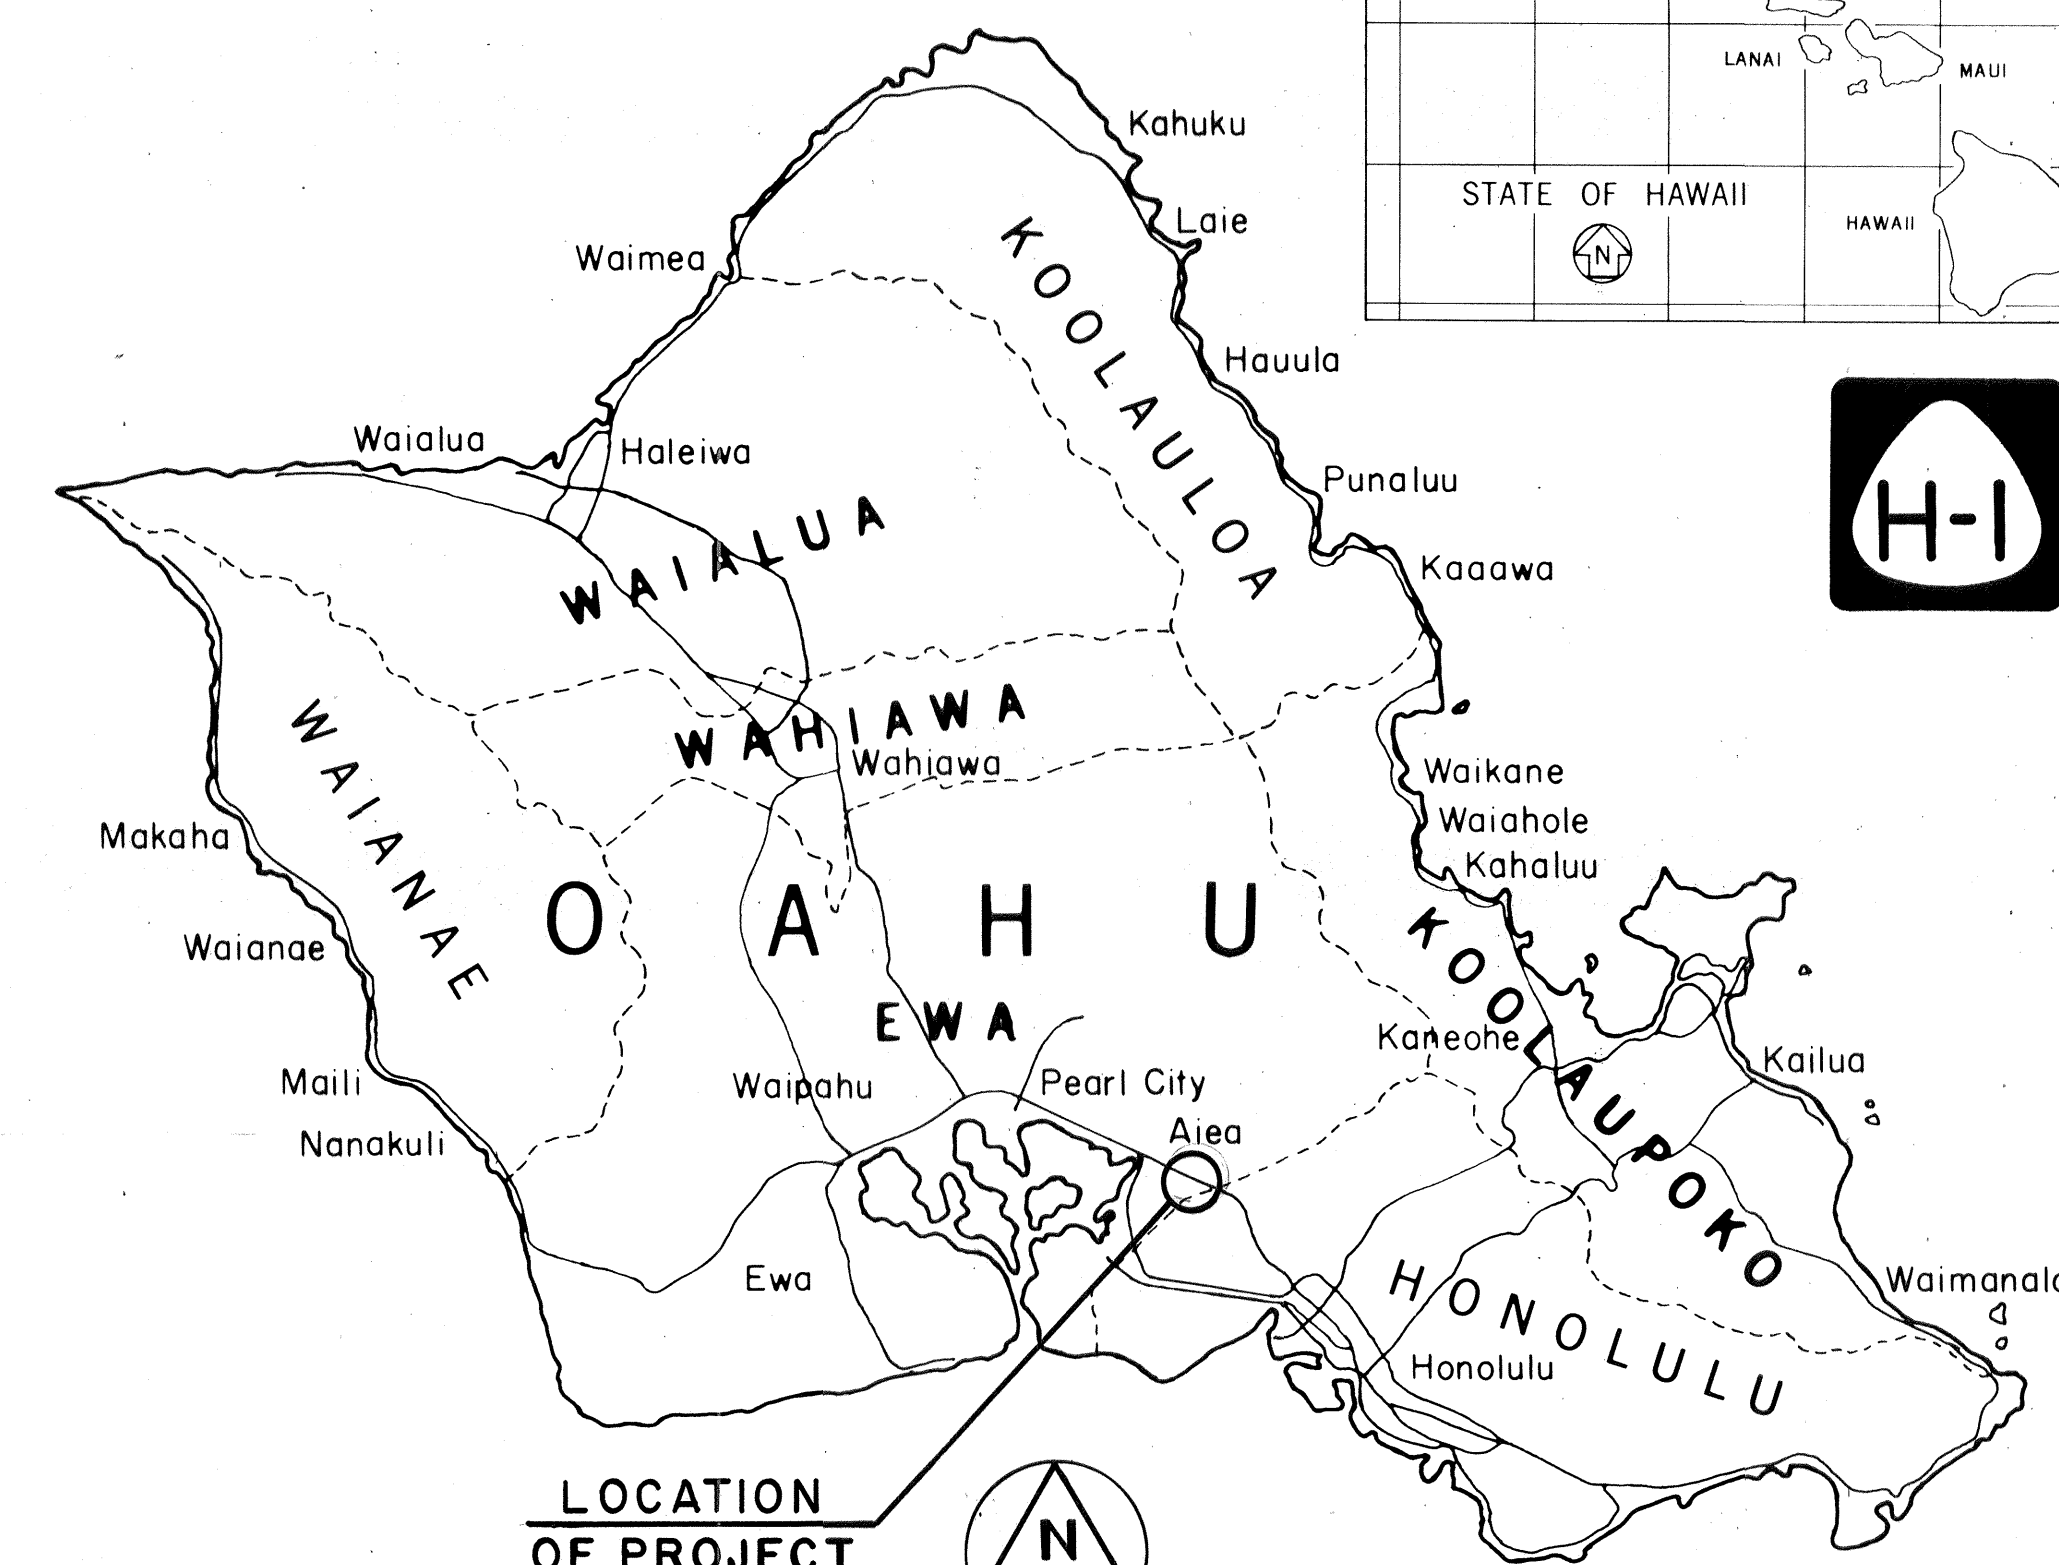 LANAI
MAUI
STATE OF HAWAII
N
HAWAII
H-1
Kahuku
Laie
Waimea
KOOLAULOA
Hauula
Waialua
Haleiwa
Punaluu
WAIALUA
Kaaawa
WAHIAWA
Wahiawa
WAIANAE
Waikane
Waiahole
Kahaluu
Makaha
OAHU
Waianae
KOOLAUPOKO
EWA
Kaneohe
Kailua
Maili
Waipahu
Pearl City
Nanakuli
Aiea
Ewa
HONOLULU
Waimanalo
Honolulu
LOCATION
OF PROJECT
N